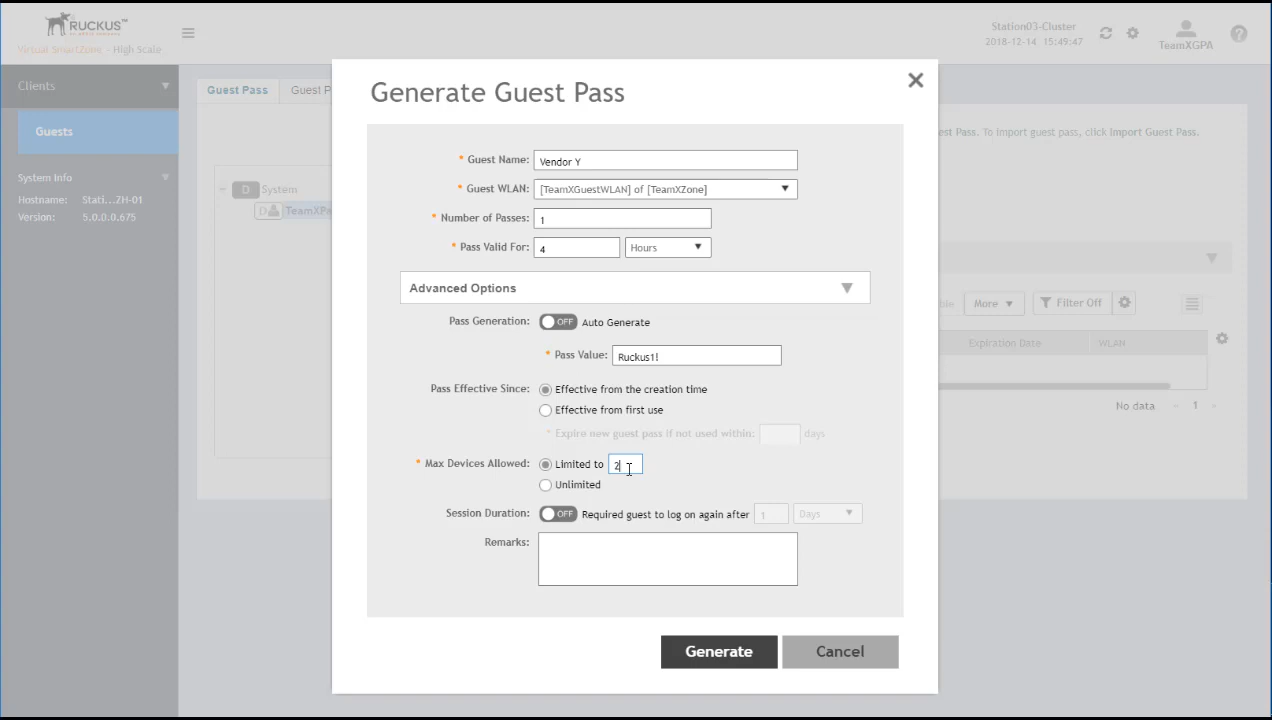 RUCKUS™
Virtual SmartZone - High Scale
Station03-Cluster
2018-12-14 15:49:47
TeamXGPA
?
Clients
Guests
System Info
Hostname: Stati...ZH-01
Version: 5.0.0.0.675
Guest Pass
Guest P
est Pass. To import guest pass, click Import Guest Pass.
D System
D TeamXPa
More
Filter Off
Expiration Date
WLAN
No data
1
Generate Guest Pass
* Guest Name: Vendor Y
* Guest WLAN: [TeamXGuestWLAN] of [TeamXZone]
* Number of Passes: 1
* Pass Valid For: 4 Hours
Advanced Options
Pass Generation: OFF Auto Generate
* Pass Value: Ruckus1!
Pass Effective Since: Effective from the creation time
Effective from first use
* Expire new guest pass if not used within: days
* Max Devices Allowed: Limited to 2
Unlimited
Session Duration: OFF Required guest to log on again after 1 Days
Remarks:
Generate
Cancel